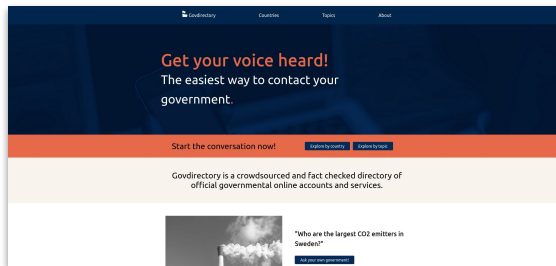 Govdirectory Countries Topics About
Get your voice heard!
The easiest way to contact your
government.
Start the conversation now! Explore by country Explore by topic
Govdirectory is a crowdsourced and fact checked directory of
official governmental online accounts and services.
"Who are the largest CO2 emitters in
Sweden?"
Ask your own government!